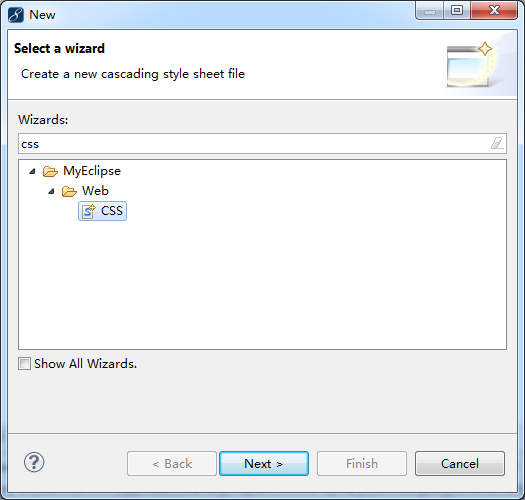 New
Select a wizard
Create a new cascading style sheet file
Wizards:
css
MyEclipse
Web
CSS
Show All Wizards.
< Back Next > Finish Cancel